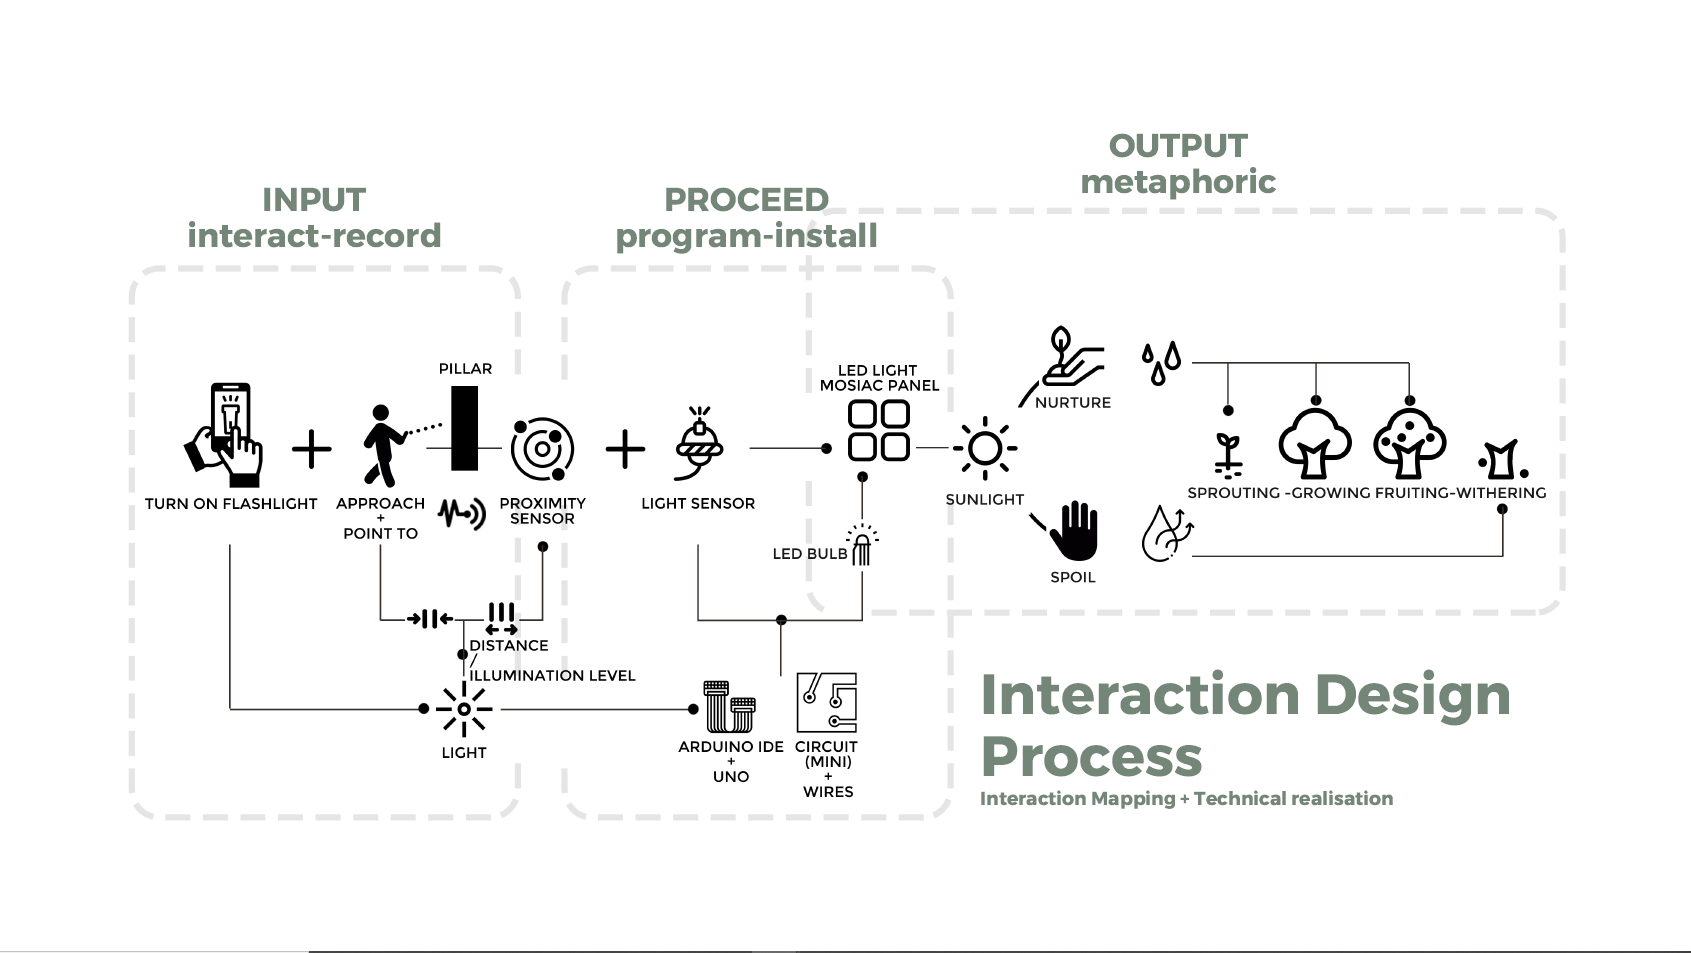 INPUT
interact-record
PROCEED
program-install
OUTPUT
metaphoric
PILLAR
TURN ON FLASHLIGHT
APPROACH
+
POINT TO
PROXIMITY
SENSOR
LIGHT SENSOR
LED LIGHT
MOSIAC PANEL
LED BULB
SUNLIGHT
NURTURE
SPOIL
SPROUTING -GROWING FRUITING-WITHERING
DISTANCE
/
ILLUMINATION LEVEL
LIGHT
ARDUINO IDE
+
UNO
CIRCUIT
(MINI)
+
WIRES
Interaction Design
Process
Interaction Mapping + Technical realisation